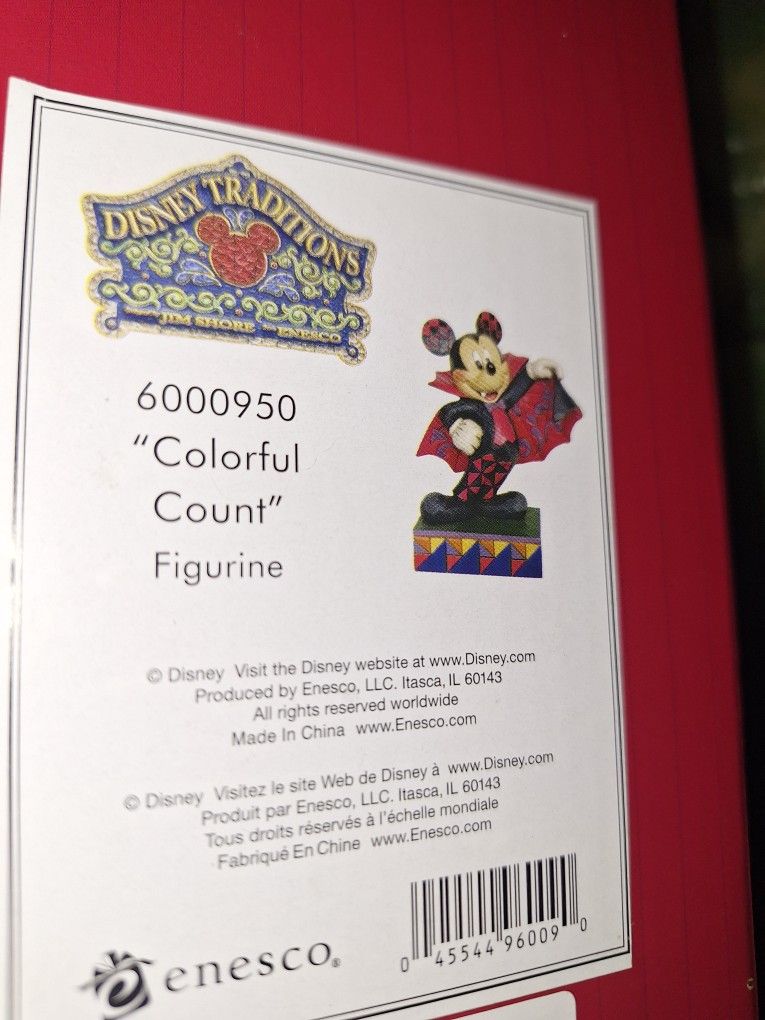 DISNEY TRADITIONS
JIM SHORE ENESCO
6000950
“Colorful
Count”
Figurine
© Disney Visit the Disney website at www.Disney.com
Produced by Enesco, LLC. Itasca, IL 60143
All rights reserved worldwide
Made In China www.Enesco.com
© Disney Visitez le site Web de Disney à www.Disney.com
Produit par Enesco, LLC. Itasca, IL 60143
Tous droits réservés à l'échelle mondiale
Fabriqué En Chine www.Enesco.com
enesco®
0 45544 96009 0